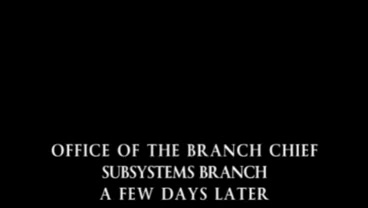 OFFICE OF THE BRANCH CHIEF
SUBSYSTEMS BRANCH
A FEW DAYS LATER